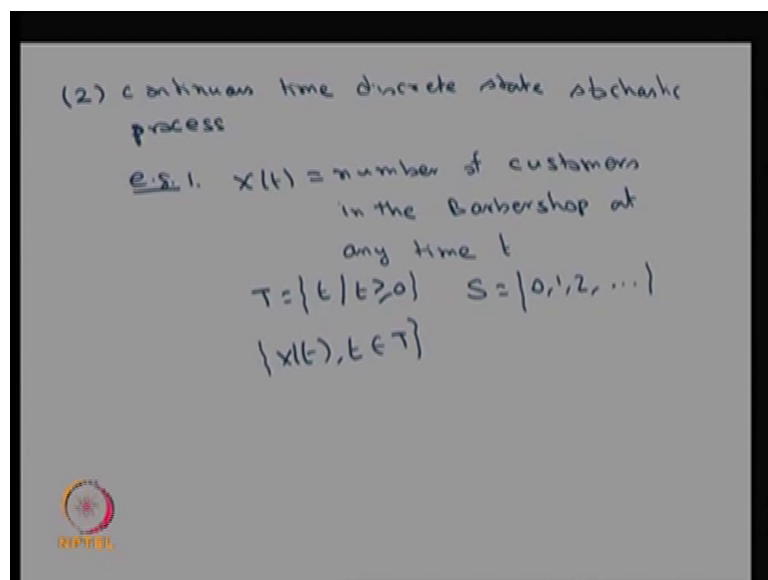 (2) continuous time discrete state stochastic
process
e.g. 1. X(t) = number of customers
in the Barbershop at
any time t
T = {t / t ≥ 0} S = {0, 1, 2, ...}
{X(t), t ∈ T}
NPTEL